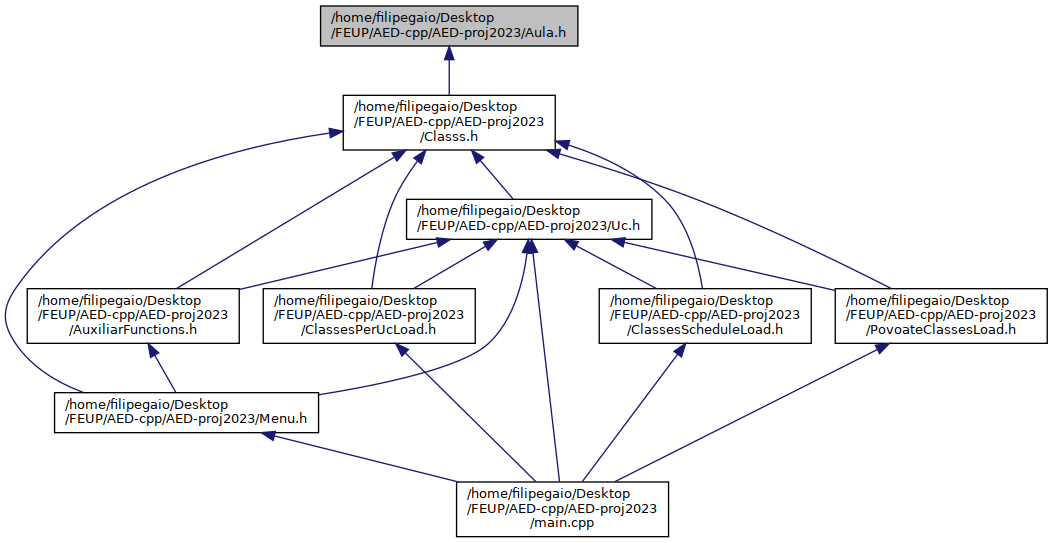 /home/filipegaio/Desktop
/FEUP/AED-cpp/AED-proj2023/Aula.h
/home/filipegaio/Desktop
/FEUP/AED-cpp/AED-proj2023
/Classs.h
/home/filipegaio/Desktop
/FEUP/AED-cpp/AED-proj2023/Uc.h
/home/filipegaio/Desktop
/FEUP/AED-cpp/AED-proj2023
/AuxiliarFunctions.h
/home/filipegaio/Desktop
/FEUP/AED-cpp/AED-proj2023
/ClassesPerUcLoad.h
/home/filipegaio/Desktop
/FEUP/AED-cpp/AED-proj2023
/ClassesScheduleLoad.h
/home/filipegaio/Desktop
/FEUP/AED-cpp/AED-proj2023
/PovoateClassesLoad.h
/home/filipegaio/Desktop
/FEUP/AED-cpp/AED-proj2023/Menu.h
/home/filipegaio/Desktop
/FEUP/AED-cpp/AED-proj2023
/main.cpp